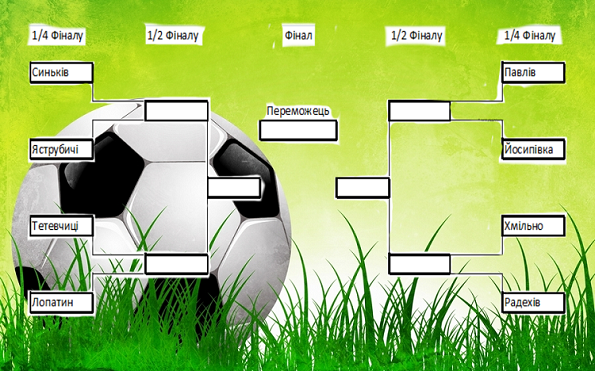 1/4 Фіналу
1/2 Фіналу
Фінал
1/2 Фіналу
1/4 Фіналу
Синьків
Павлів
Переможець
Яструбичі
Йосипівка
Тетевчиці
Хмільно
Лопатин
Радехів